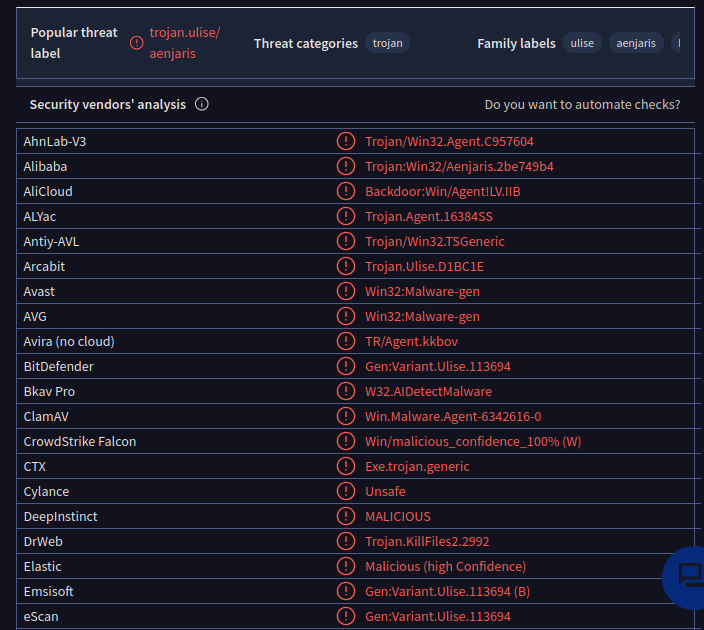 Popular threat label trojan.ulise/aenjaris Threat categories trojan Family labels ulise aenjaris
Security vendors' analysis Do you want to automate checks?
AhnLab-V3 Trojan/Win32.Agent.C957604
Alibaba Trojan:Win32/Aenjaris.2be749b4
AliCloud Backdoor:Win/Agent!LV.IIB
ALYac Trojan.Agent.16384SS
Antiy-AVL Trojan/Win32.TSGeneric
Arcabit Trojan.Ulise.D1BC1E
Avast Win32:Malware-gen
AVG Win32:Malware-gen
Avira (no cloud) TR/Agent.kkbov
BitDefender Gen:Variant.Ulise.113694
Bkav Pro W32.AIDetectMalware
ClamAV Win.Malware.Agent-6342616-0
CrowdStrike Falcon Win/malicious_confidence_100% (W)
CTX Exe.trojan.generic
Cylance Unsafe
DeepInstinct MALICIOUS
DrWeb Trojan.KillFiles2.2992
Elastic Malicious (high Confidence)
Emsisoft Gen:Variant.Ulise.113694 (B)
eScan Gen:Variant.Ulise.113694